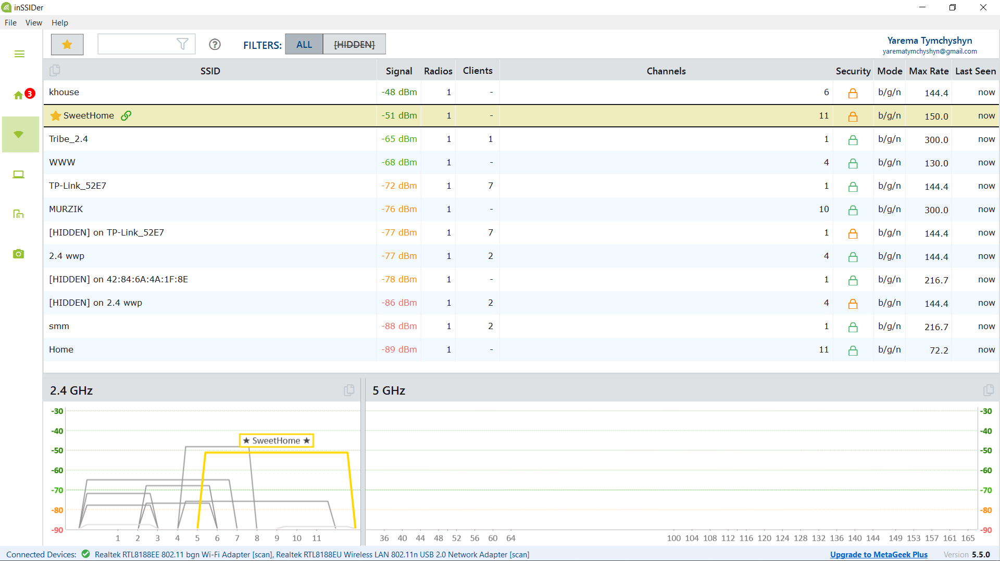 inSSIDer
File View Help
FILTERS: ALL [HIDDEN]
Yarema Tymchyshyn
yarematymchyshyn@gmail.com
SSID Signal Radios Clients Channels Security Mode Max Rate Last Seen
3
khouse -48 dBm 1 - 6 b/g/n 144.4 now
SweetHome -51 dBm 1 - 11 b/g/n 150.0 now
Tribe_2.4 -65 dBm 1 1 1 b/g/n 300.0 now
WWW -68 dBm 1 - 4 b/g/n 130.0 now
TP-Link_52E7 -72 dBm 1 7 1 b/g/n 144.4 now
MURZIK -76 dBm 1 - 10 b/g/n 300.0 now
[HIDDEN] on TP-Link_52E7 -77 dBm 1 7 1 b/g/n 144.4 now
2.4 wwp -77 dBm 1 2 4 b/g/n 144.4 now
[HIDDEN] on 42:84:6A:4A:1F:8E -78 dBm 1 - 1 b/g/n 216.7 now
[HIDDEN] on 2.4 wwp -86 dBm 1 2 4 b/g/n 144.4 now
smm -88 dBm 1 2 1 b/g/n 216.7 now
Home -89 dBm 1 - 11 b/g/n 72.2 now
2.4 GHz
-30
-40
★ SweetHome ★
-50
-60
-70
-80
-90
1 2 3 4 5 6 7 8 9 10 11
5 GHz
-30
-40
-50
-60
-70
-80
-90
36 40 44 48 52 56 60 64 100 104 108 112 116 120 124 128 132 136 140 144 149 153 157 161 165
Connected Devices: Realtek RTL8188EE 802.11 bgn Wi-Fi Adapter [scan], Realtek RTL8188EU Wireless LAN 802.11n USB 2.0 Network Adapter [scan] Upgrade to MetaGeek Plus Version 5.5.0